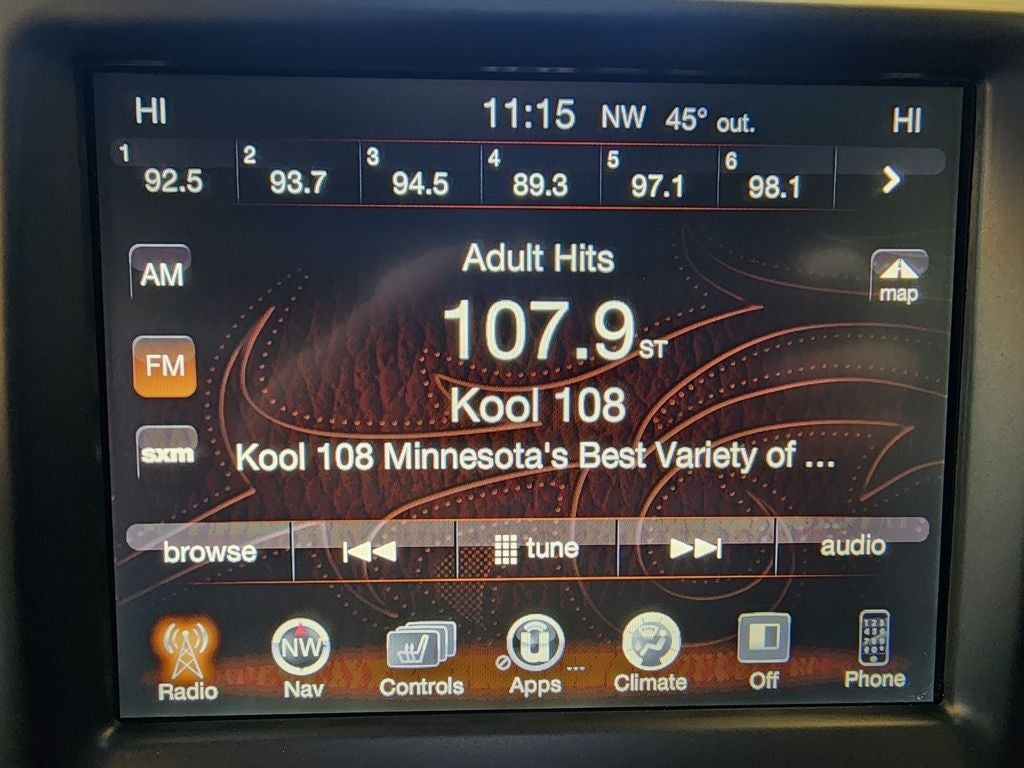 HI 11:15 NW 45° out. HI
1 92.5 2 93.7 3 94.5 4 89.3 5 97.1 6 98.1
AM
Adult Hits
map
107.9 ST
FM
Kool 108
sxm
Kool 108 Minnesota's Best Variety of ...
browse tune audio
NW
Radio Nav Controls Apps ... Climate Off Phone